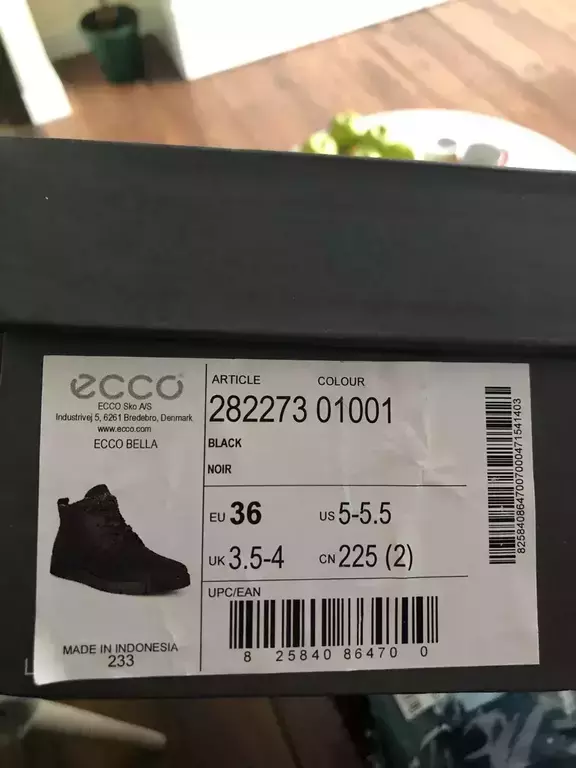 ecco
ECCO Sko A/S
Industrivej 5, 6261 Bredebro, Denmark
www.ecco.com
ECCO BELLA
MADE IN INDONESIA
233
ARTICLE COLOUR
282273 01001
BLACK
NOIR
EU 36 US 5-5.5
UK 3.5-4 CN 225 (2)
UPC/EAN
8 25840 86470 0
8258408647007000471541403